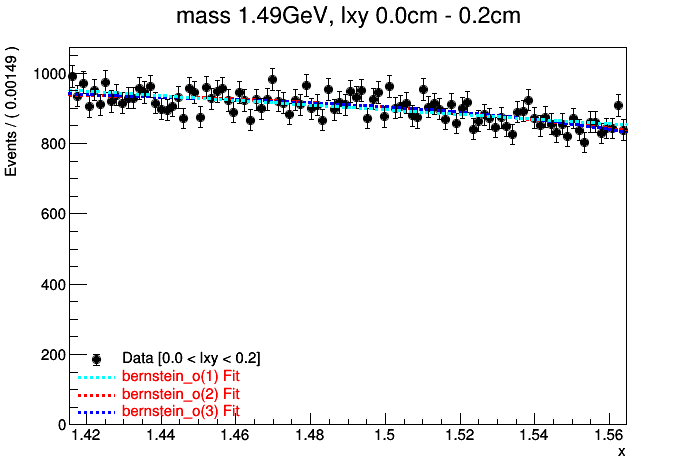 mass 1.49GeV, lxy 0.0cm - 0.2cm
Events / ( 0.00149 )
1000
800
600
400
200
0
Data [0.0 < lxy < 0.2]
bernstein_o(1) Fit
bernstein_o(2) Fit
bernstein_o(3) Fit
1.42 1.44 1.46 1.48 1.5 1.52 1.54 1.56
x